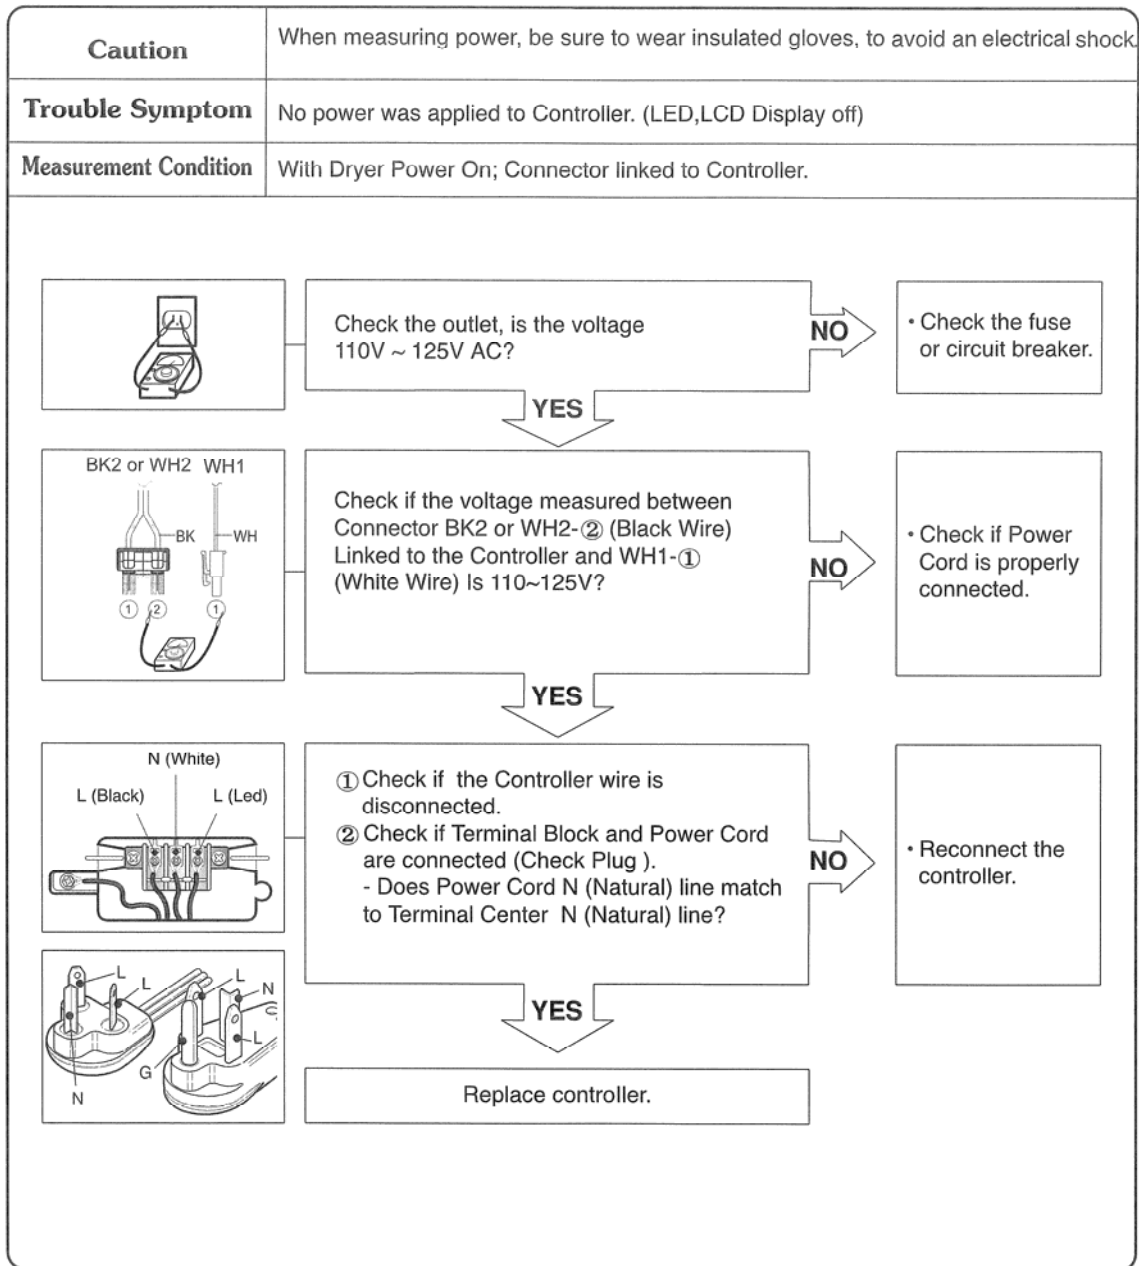 Caution
When measuring power, be sure to wear insulated gloves, to avoid an electrical shock.
Trouble Symptom
No power was applied to Controller. (LED,LCD Display off)
Measurement Condition
With Dryer Power On; Connector linked to Controller.
Check the outlet, is the voltage
110V ~ 125V AC?
NO
• Check the fuse
or circuit breaker.
YES
BK2 or WH2 WH1
BK
WH
① ② ①
Check if the voltage measured between
Connector BK2 or WH2-② (Black Wire)
Linked to the Controller and WH1-①
(White Wire) Is 110~125V?
NO
• Check if Power
Cord is properly
connected.
YES
N (White)
L (Black) L (Led)
① Check if the Controller wire is
disconnected.
② Check if Terminal Block and Power Cord
are connected (Check Plug ).
- Does Power Cord N (Natural) line match
to Terminal Center N (Natural) line?
NO
• Reconnect the
controller.
L
L
N
L
N
L
G
YES
Replace controller.